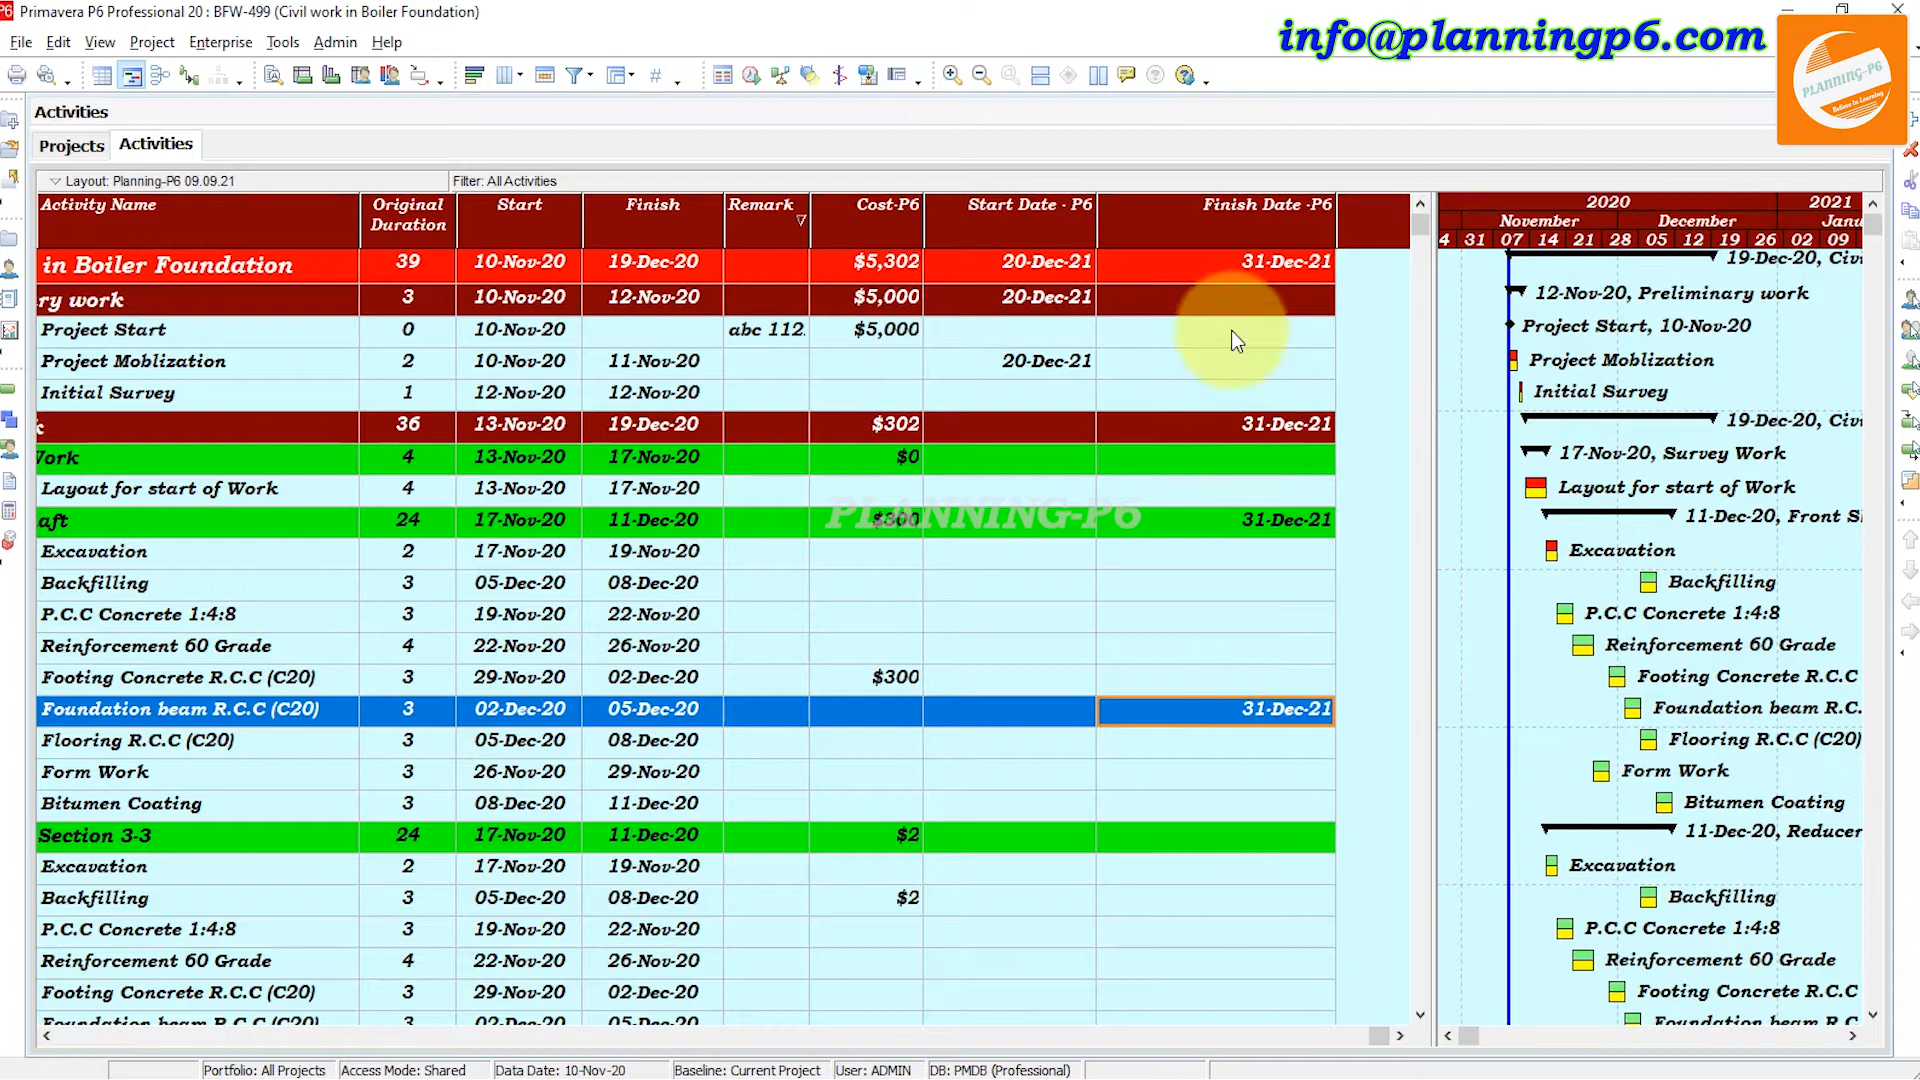 P6 Primavera P6 Professional 20 : BFW-499 (Civil work in Boiler Foundation)
info@planningp6.com
PLANNING-P6
Believe In Learning
File Edit View Project Enterprise Tools Admin Help
Activities
Projects Activities
Layout: Planning-P6 09.09.21 Filter: All Activities
Activity Name Original Duration Start Finish Remark Cost-P6 Start Date - P6 Finish Date -P6
2020 2021
November December Janu
4 31 07 14 21 28 05 12 19 26 02 09
in Boiler Foundation 39 10-Nov-20 19-Dec-20 $5,302 20-Dec-21 31-Dec-21 19-Dec-20, Civi
ry work 3 10-Nov-20 12-Nov-20 $5,000 20-Dec-21 12-Nov-20, Preliminary work
Project Start 0 10-Nov-20 abc 112. $5,000 Project Start, 10-Nov-20
Project Moblization 2 10-Nov-20 11-Nov-20 20-Dec-21 Project Moblization
Initial Survey 1 12-Nov-20 12-Nov-20 Initial Survey
k 36 13-Nov-20 19-Dec-20 $302 31-Dec-21 19-Dec-20, Civi
Work 4 13-Nov-20 17-Nov-20 $0 17-Nov-20, Survey Work
Layout for start of Work 4 13-Nov-20 17-Nov-20 Layout for start of Work
PLANNING-P6
aft 24 17-Nov-20 11-Dec-20 $300 31-Dec-21 11-Dec-20, Front S
Excavation 2 17-Nov-20 19-Nov-20 Excavation
Backfilling 3 05-Dec-20 08-Dec-20 Backfilling
P.C.C Concrete 1:4:8 3 19-Nov-20 22-Nov-20 P.C.C Concrete 1:4:8
Reinforcement 60 Grade 4 22-Nov-20 26-Nov-20 Reinforcement 60 Grade
Footing Concrete R.C.C (C20) 3 29-Nov-20 02-Dec-20 $300 Footing Concrete R.C.C
Foundation beam R.C.C (C20) 3 02-Dec-20 05-Dec-20 31-Dec-21 Foundation beam R.C.
Flooring R.C.C (C20) 3 05-Dec-20 08-Dec-20 Flooring R.C.C (C20)
Form Work 3 26-Nov-20 29-Nov-20 Form Work
Bitumen Coating 3 08-Dec-20 11-Dec-20 Bitumen Coating
Section 3-3 24 17-Nov-20 11-Dec-20 $2 11-Dec-20, Reducer
Excavation 2 17-Nov-20 19-Nov-20 Excavation
Backfilling 3 05-Dec-20 08-Dec-20 $2 Backfilling
P.C.C Concrete 1:4:8 3 19-Nov-20 22-Nov-20 P.C.C Concrete 1:4:8
Reinforcement 60 Grade 4 22-Nov-20 26-Nov-20 Reinforcement 60 Grade
Footing Concrete R.C.C (C20) 3 29-Nov-20 02-Dec-20 Footing Concrete R.C.C
Foundation beam R.C.C (C20) 3 02-Dec-20 05-Dec-20 Foundation beam R.C
Portfolio: All Projects Access Mode: Shared Data Date: 10-Nov-20 Baseline: Current Project User: ADMIN DB: PMDB (Professional)